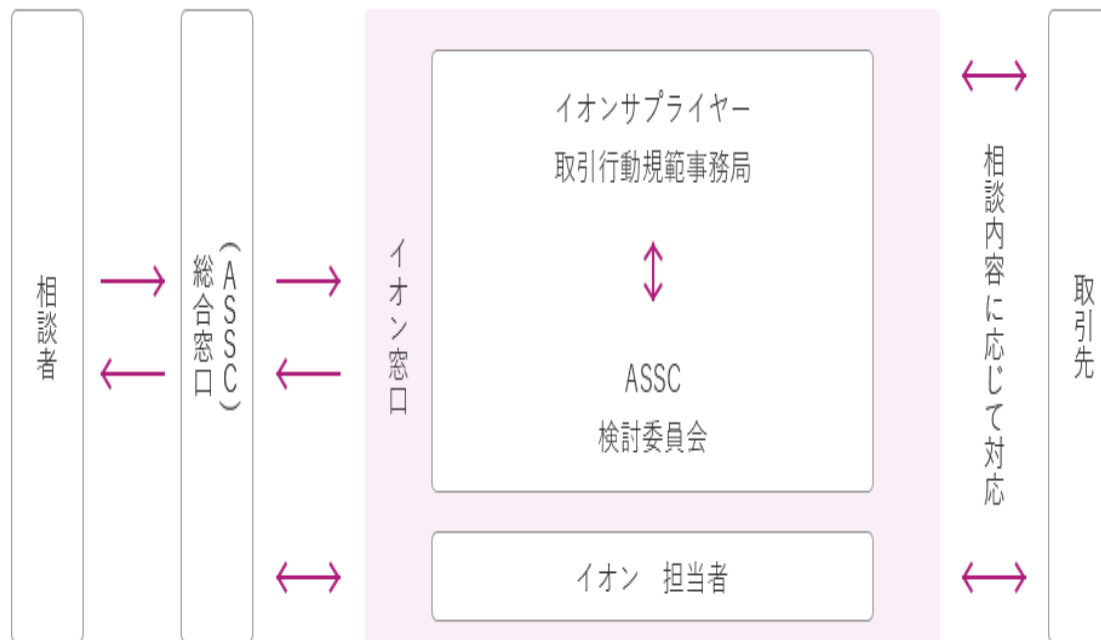 相談者
総合窓口
(ASSC)
イオン窓口
イオンサプライヤー
取引行動規範事務局
ASSC
検討委員会
イオン 担当者
相談内容に応じて対応
取引先